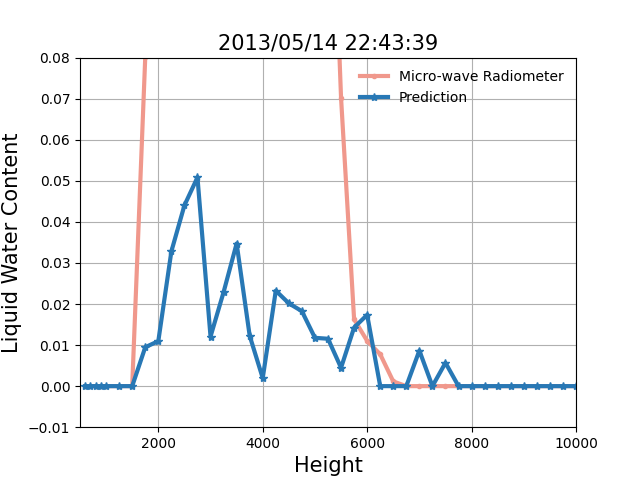 2013/05/14 22:43:39
Micro-wave Radiometer
Prediction
Liquid Water Content
0.08
0.07
0.06
0.05
0.04
0.03
0.02
0.01
0.00
−0.01
2000 4000 6000 8000 10000
Height